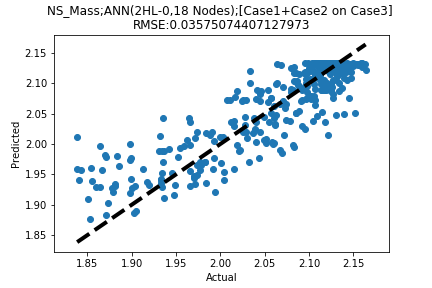 NS_Mass;ANN(2HL-0,18 Nodes);[Case1+Case2 on Case3]
RMSE:0.03575074407127973
2.15
2.10
2.05
2.00
1.95
1.90
1.85
Predicted
1.85 1.90 1.95 2.00 2.05 2.10 2.15
Actual